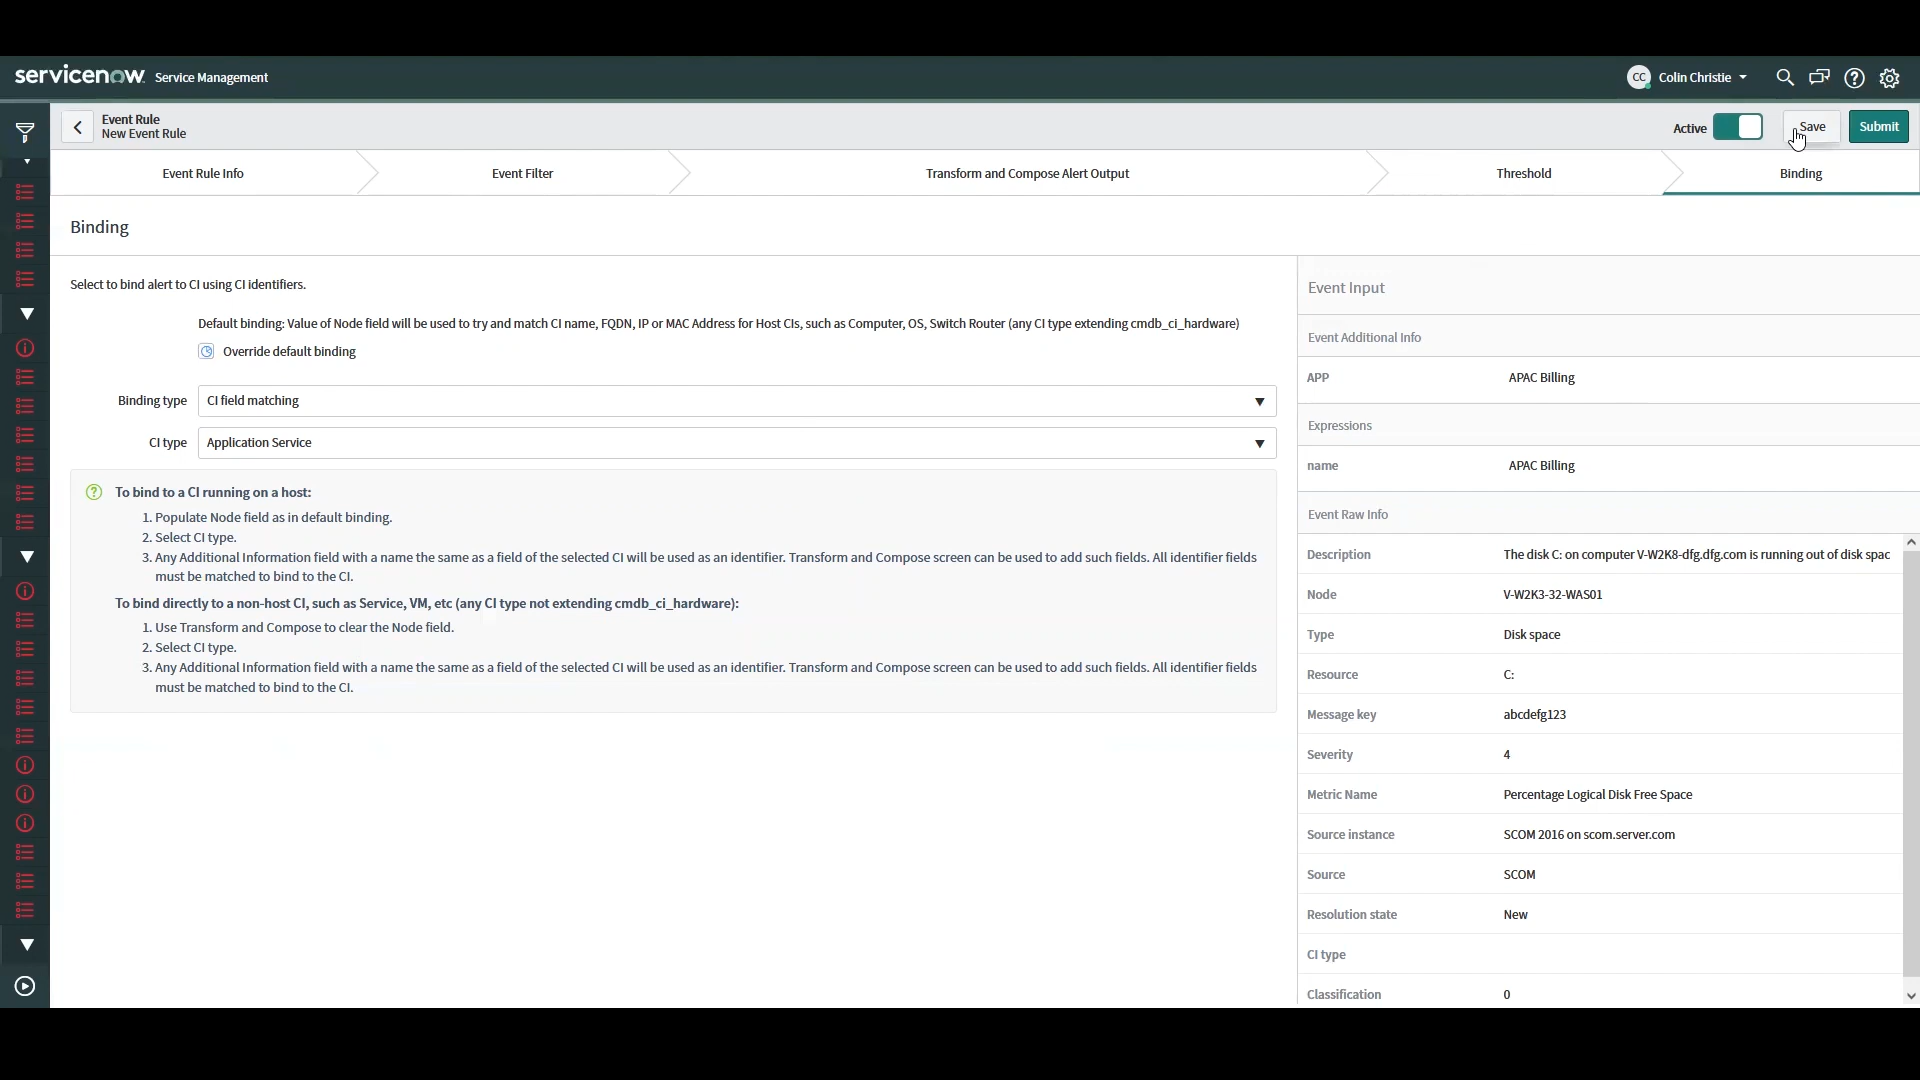 servicenow Service Management
CC Colin Christie
Event Rule
New Event Rule
Active
Save
Submit
Event Rule Info
Event Filter
Transform and Compose Alert Output
Threshold
Binding
Binding
Select to bind alert to CI using CI identifiers.
Default binding: Value of Node field will be used to try and match CI name, FQDN, IP or MAC Address for Host CIs, such as Computer, OS, Switch Router (any CI type extending cmdb_ci_hardware)
Override default binding
Binding type CI field matching
CI type Application Service
To bind to a CI running on a host:
1. Populate Node field as in default binding.
2. Select CI type.
3. Any Additional Information field with a name the same as a field of the selected CI will be used as an identifier. Transform and Compose screen can be used to add such fields. All identifier fields
must be matched to bind to the CI.
To bind directly to a non-host CI, such as Service, VM, etc (any CI type not extending cmdb_ci_hardware):
1. Use Transform and Compose to clear the Node field.
2. Select CI type.
3. Any Additional Information field with a name the same as a field of the selected CI will be used as an identifier. Transform and Compose screen can be used to add such fields. All identifier fields
must be matched to bind to the CI.
Event Input
Event Additional Info
APP APAC Billing
Expressions
name APAC Billing
Event Raw Info
Description The disk C: on computer V-W2K8-dfg.dfg.com is running out of disk spac
Node V-W2K3-32-WAS01
Type Disk space
Resource C:
Message key abcdefg123
Severity 4
Metric Name Percentage Logical Disk Free Space
Source instance SCOM 2016 on scom.server.com
Source SCOM
Resolution state New
CI type
Classification 0